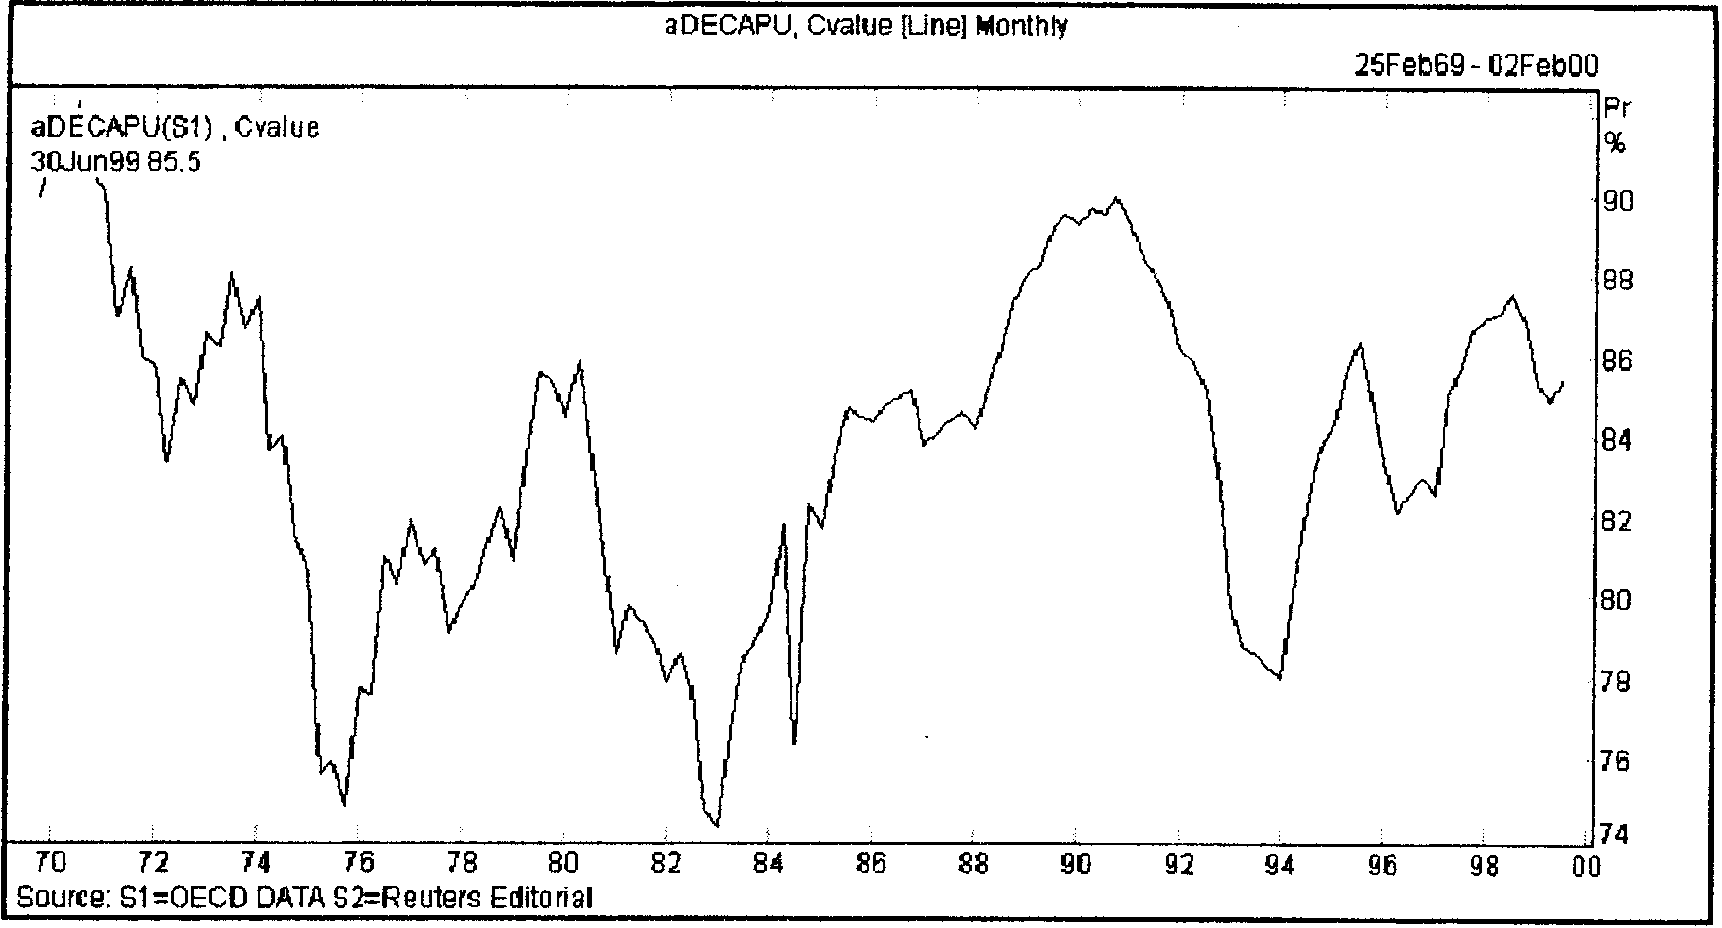 aDECAPU, Cvalue [Line] Monthly
25Feb69 - 02Feb00
aDECAPU(S1) , Cvalue
30Jun99 85.5
Pr
%
90
88
86
84
82
80
78
76
74
70 72 74 76 78 80 82 84 86 88 90 92 94 96 98 00
Source: S1=OECD DATA S2=Reuters Editorial